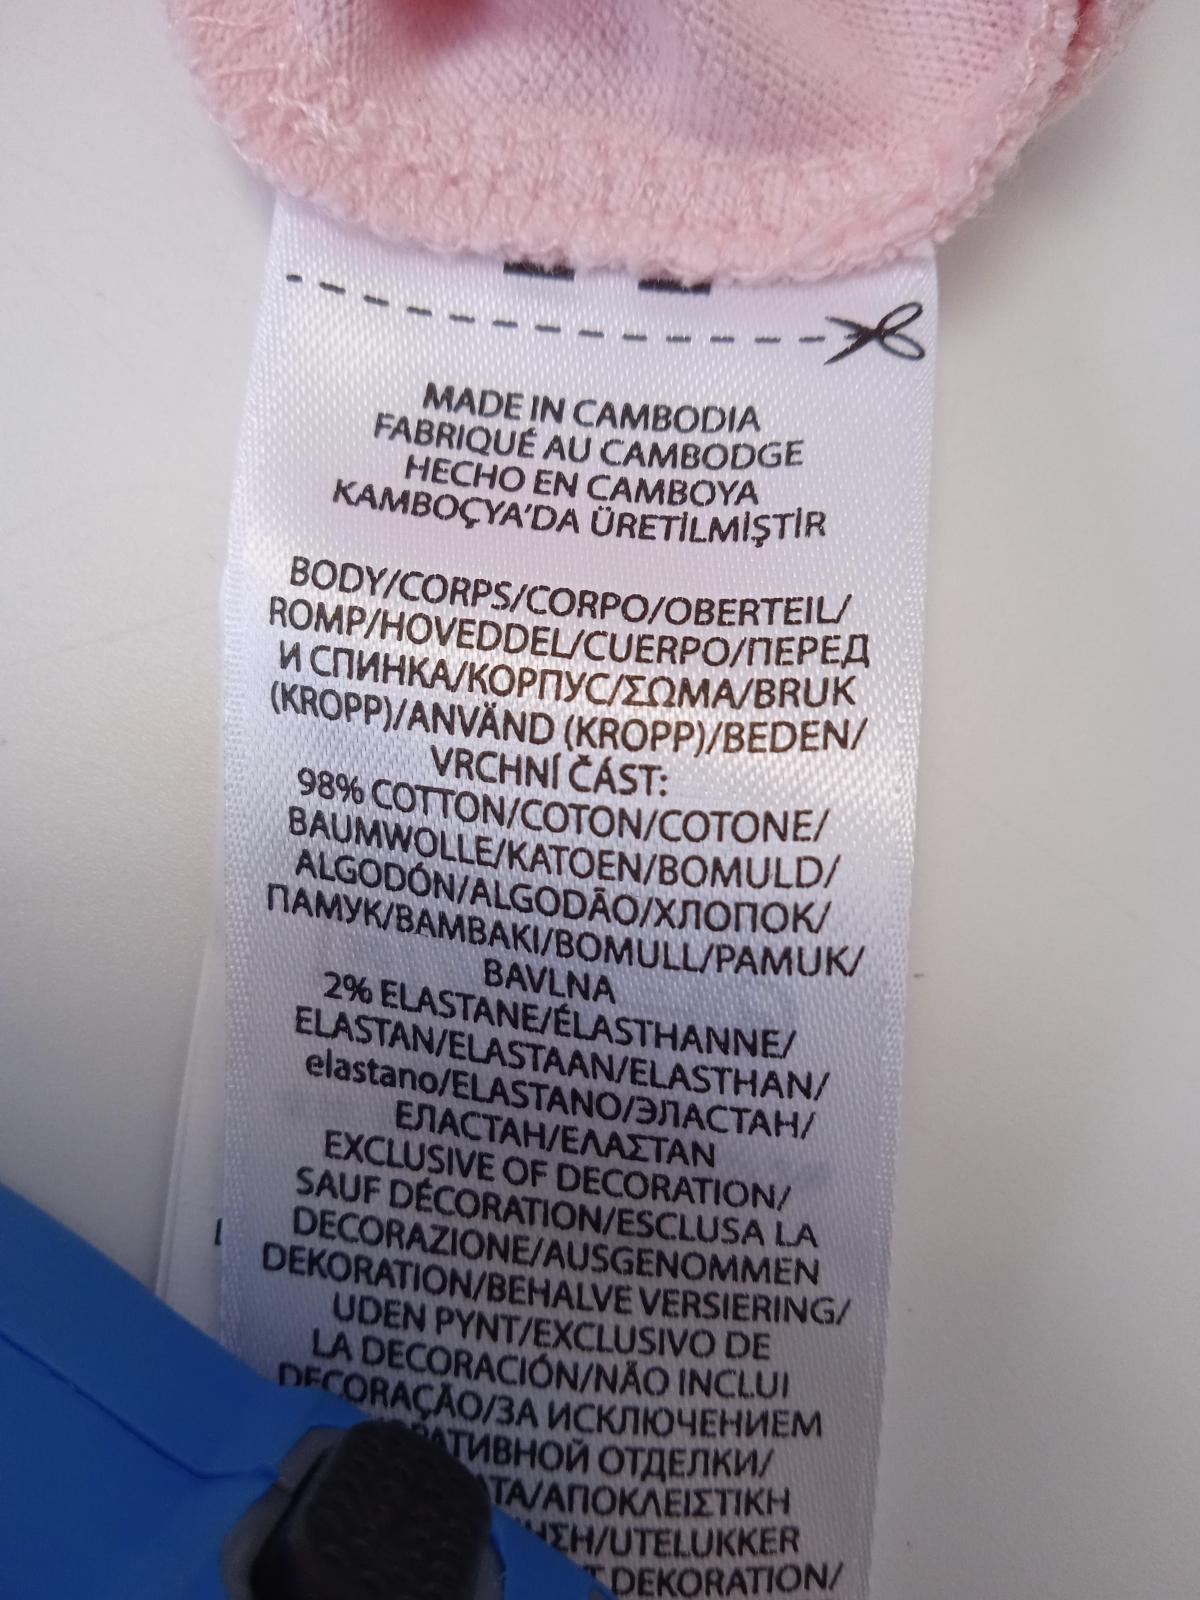 MADE IN CAMBODIA
FABRIQUÉ AU CAMBODGE
HECHO EN CAMBOYA
KAMBOÇYA'DA ÜRETİLMİŞTİR
BODY/CORPS/CORPO/OBERTEIL/
ROMP/HOVEDDEL/CUERPO/ПЕРЕД
И СПИНКА/КОРПУС/ΣΩΜΑ/BRUK
(KROPP)/ANVÄND (KROPP)/BEDEN/
VRCHNÍ ČÁST:
98% COTTON/COTON/COTONE/
BAUMWOLLE/KATOEN/BOMULD/
ALGODÓN/ALGODÃO/ХЛОПОК/
ПАМУК/BAMBAKI/BOMULL/PAMUK/
BAVLNA
2% ELASTANE/ÉLASTHANNE/
ELASTAN/ELASTAAN/ELASTHAN/
elastano/ELASTANO/ЭЛАСТАН/
ЕЛАСТАН/ΕΛΑΣΤΑΝ
EXCLUSIVE OF DECORATION/
SAUF DÉCORATION/ESCLUSA LA
DECORAZIONE/AUSGENOMMEN
DEKORATION/BEHALVE VERSIERING/
UDEN PYNT/EXCLUSIVO DE
LA DECORACIÓN/NÃO INCLUI
DECORAÇÃO/ЗА ИСКЛЮЧЕНИЕМ
ОТДЕЛКИ/
/ΑΠΟΚΛΕΙΣΤΙΚΗ
/UTELUKKER
DEKORATION/